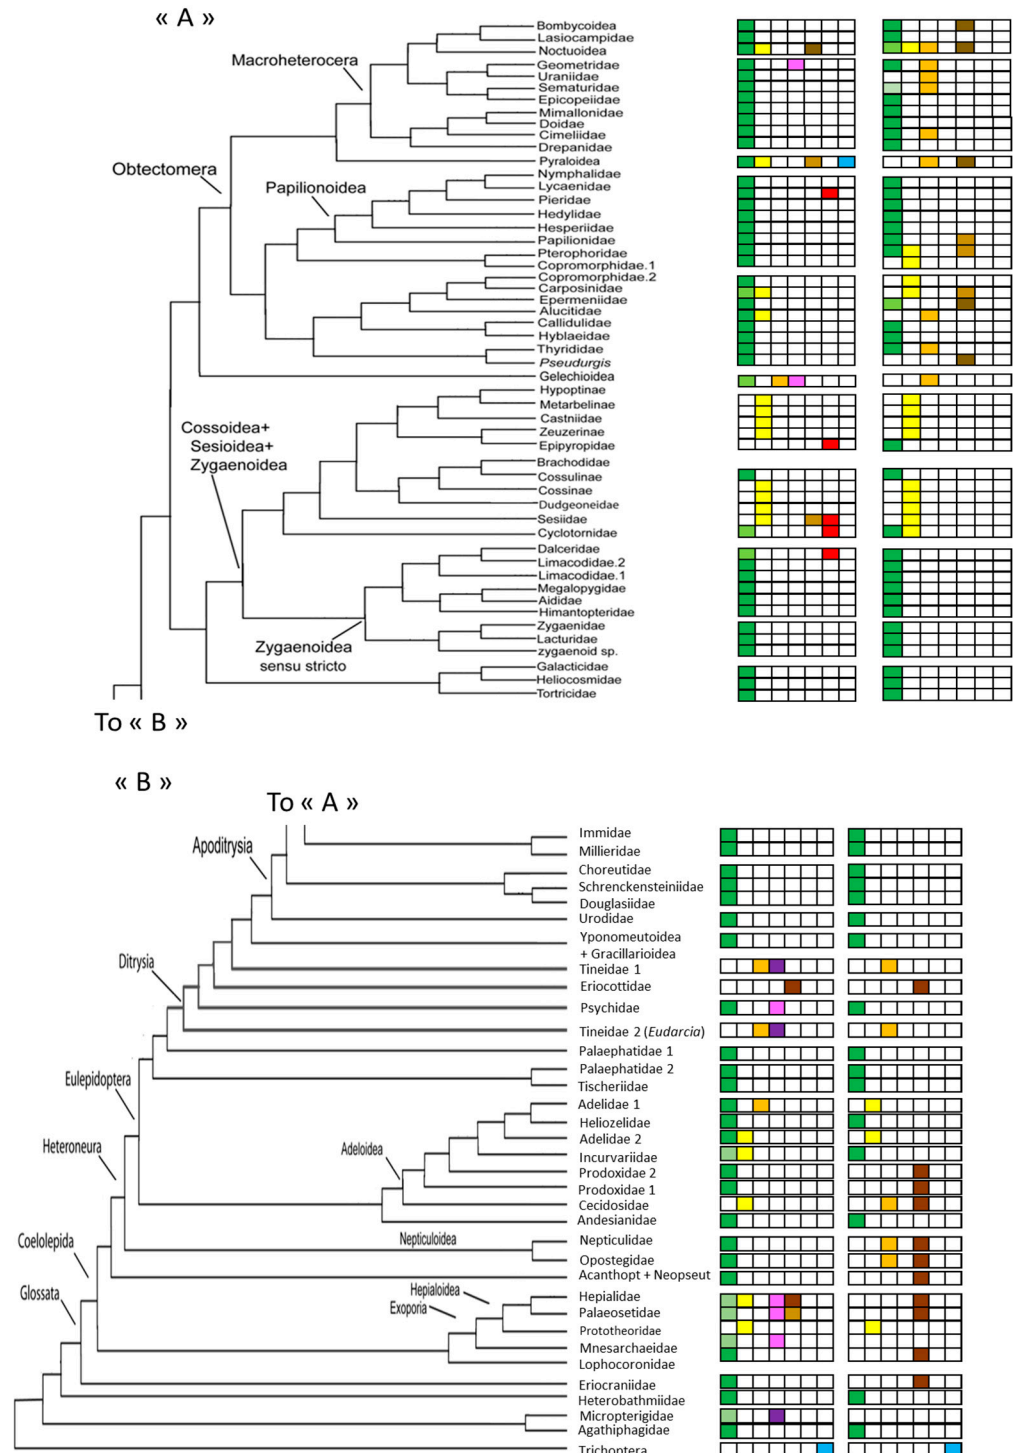 « A »
Bombycoidea
Lasiocampidae
Noctuoidea
Macroheterocera
Geometridae
Uraniidae
Sematuridae
Epicopeiidae
Mimallonidae
Doidae
Cimeliidae
Drepanidae
Pyraloidea
Obtectomera
Nymphalidae
Papilionoidea
Lycaenidae
Pieridae
Hedylidae
Hesperiidae
Papilionidae
Pterophoridae
Copromorphidae.1
Copromorphidae.2
Carposinidae
Epermeniidae
Alucitidae
Callidulidae
Hyblaeidae
Thyrididae
Pseudurgis
Gelechioidea
Hypoptinae
Metarbelinae
Castniidae
Cossoidea+
Sesioidea+
Zygaenoidea
Zeuzerinae
Epipyropidae
Brachodidae
Cossulinae
Cossinae
Dudgeoneidae
Sesiidae
Cyclotornidae
Dalceridae
Limacodidae.2
Limacodidae.1
Megalopygidae
Aididae
Himantopteridae
Zygaenidae
Lacturidae
Zygaenoidea
sensu stricto
zygaenoid sp.
Galacticidae
Heliocosmidae
Tortricidae
To « B »
« B »
To « A »
Immidae
Apoditrysia
Millieridae
Choreutidae
Schrenckensteiniidae
Douglasiidae
Urodidae
Yponomeutoidea
+ Gracillarioidea
Ditrysia
Tineidae 1
Eriocottidae
Psychidae
Tineidae 2 (Eudarcia)
Palaephatidae 1
Palaephatidae 2
Eulepidoptera
Tischeriidae
Adelidae 1
Heliozelidae
Adelidae 2
Heteroneura
Adeloidea
Incurvariidae
Prodoxidae 2
Prodoxidae 1
Cecidosidae
Andesianidae
Coelolepida
Nepticuloidea
Nepticulidae
Opostegidae
Acanthopt + Neopseut
Glossata
Hepialoidea
Hepialidae
Exoporia
Palaeosetidae
Prototheoridae
Mnesarchaeidae
Lophocoronidae
Eriocraniidae
Heterobathmiidae
Micropterigidae
Agathiphagidae
Trichoptera